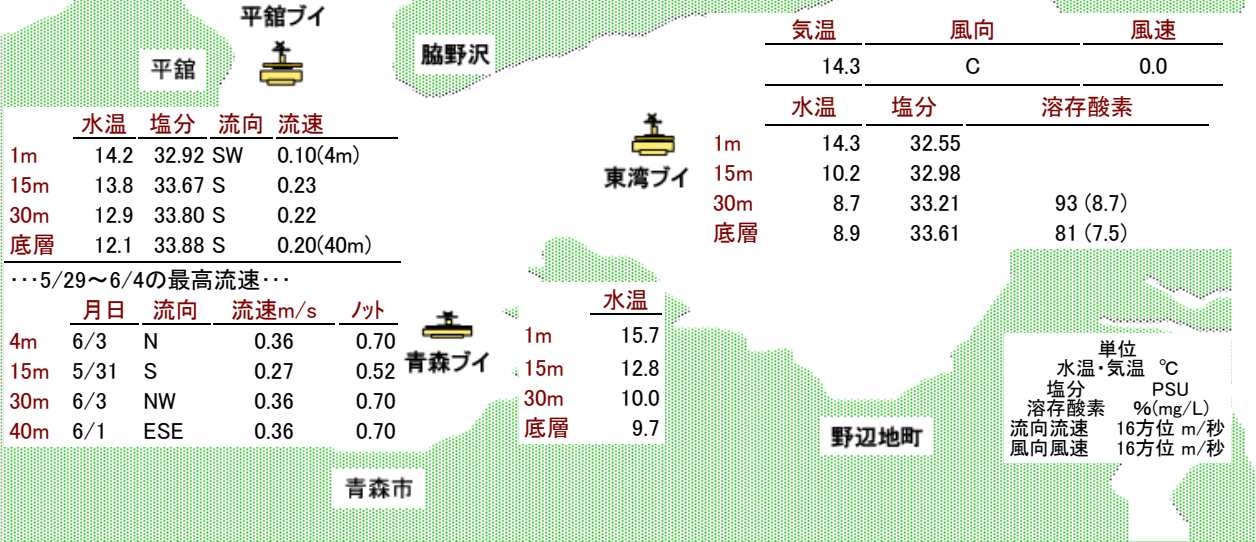 平舘ブイ
平舘
脇野沢
水温 塩分 流向 流速
1m 14.2 32.92 SW 0.10(4m)
15m 13.8 33.67 S 0.23
30m 12.9 33.80 S 0.22
底層 12.1 33.88 S 0.20(40m)
･･･5/29～6/4の最高流速･･･
月日 流向 流速m/s ﾉｯﾄ
4m 6/3 N 0.36 0.70
15m 5/31 S 0.27 0.52
30m 6/3 NW 0.36 0.70
40m 6/1 ESE 0.36 0.70
気温 風向 風速
14.3 C 0.0
東湾ブイ
水温 塩分 溶存酸素
1m 14.3 32.55
15m 10.2 32.98
30m 8.7 33.21 93 (8.7)
底層 8.9 33.61 81 (7.5)
青森ブイ
水温
1m 15.7
15m 12.8
30m 10.0
底層 9.7
青森市
野辺地町
単位
水温・気温 ℃
塩分 PSU
溶存酸素 %(mg/L)
流向流速 16方位 m/秒
風向風速 16方位 m/秒